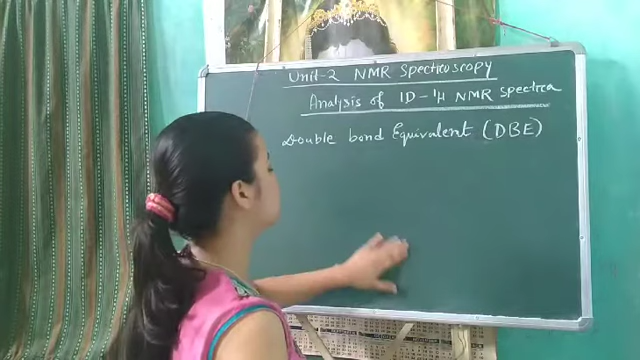 Unit-2 NMR Spectroscopy
Analysis of 1D-¹H NMR Spectra
Double bond Equivalent (DBE)